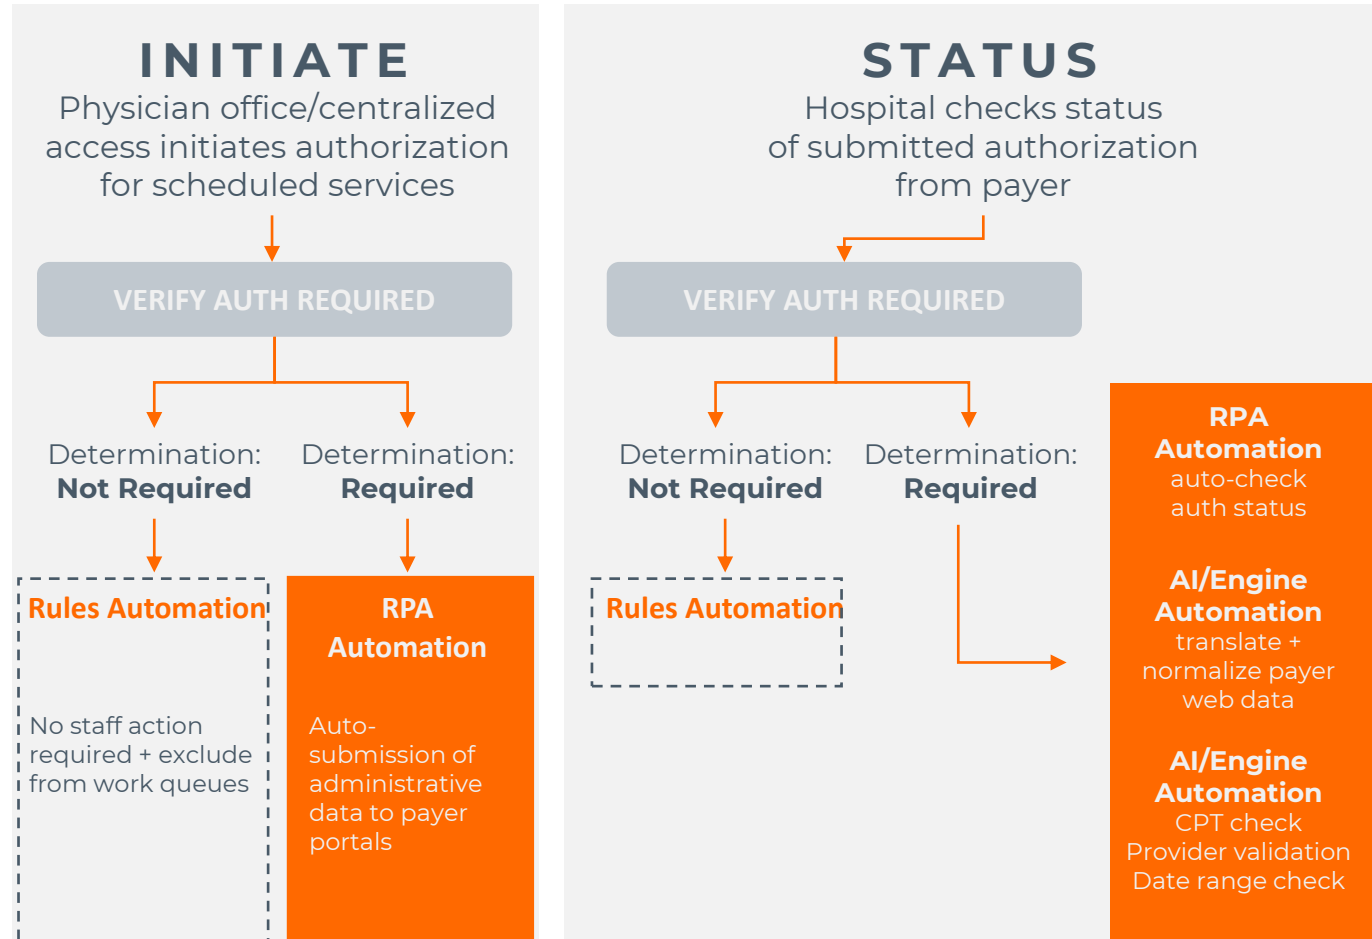 INITIATE
Physician office/centralized
access initiates authorization
for scheduled services
VERIFY AUTH REQUIRED
Determination:
Not Required
Determination:
Required
Rules Automation
No staff action
required + exclude
from work queues
RPA
Automation
Auto-
submission of
administrative
data to payer
portals
STATUS
Hospital checks status
of submitted authorization
from payer
VERIFY AUTH REQUIRED
Determination:
Not Required
Determination:
Required
Rules Automation
RPA
Automation
auto-check
auth status
AI/Engine
Automation
translate +
normalize payer
web data
AI/Engine
Automation
CPT check
Provider validation
Date range check